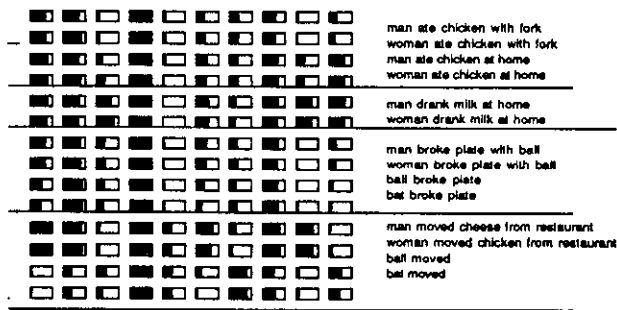 man ate chicken with fork
woman ate chicken with fork
man ate chicken at home
woman ate chicken at home
man drank milk at home
woman drank milk at home
man broke plate with ball
woman broke plate with ball
ball broke plate
bat broke plate
man moved cheese from restaurant
woman moved chicken from restaurant
ball moved
bat moved